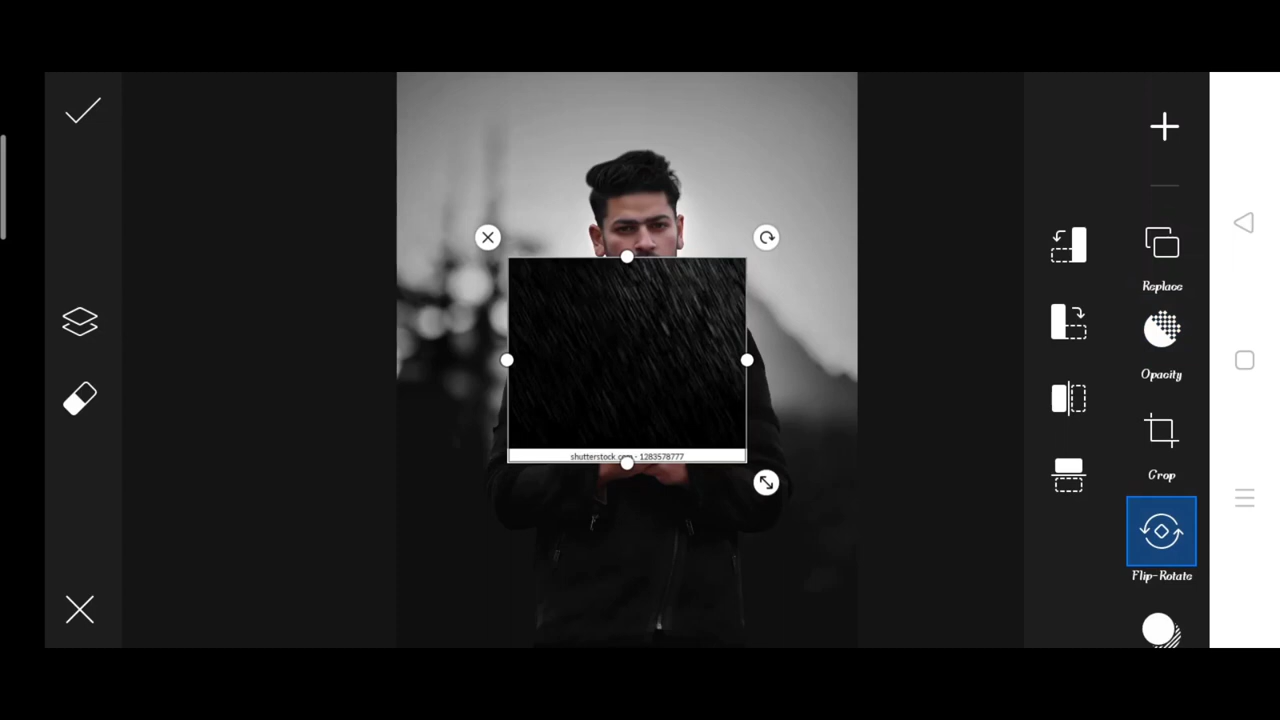 Replace
Opacity
Crop
shutterstock.com - 1283578777
Flip-Rotate